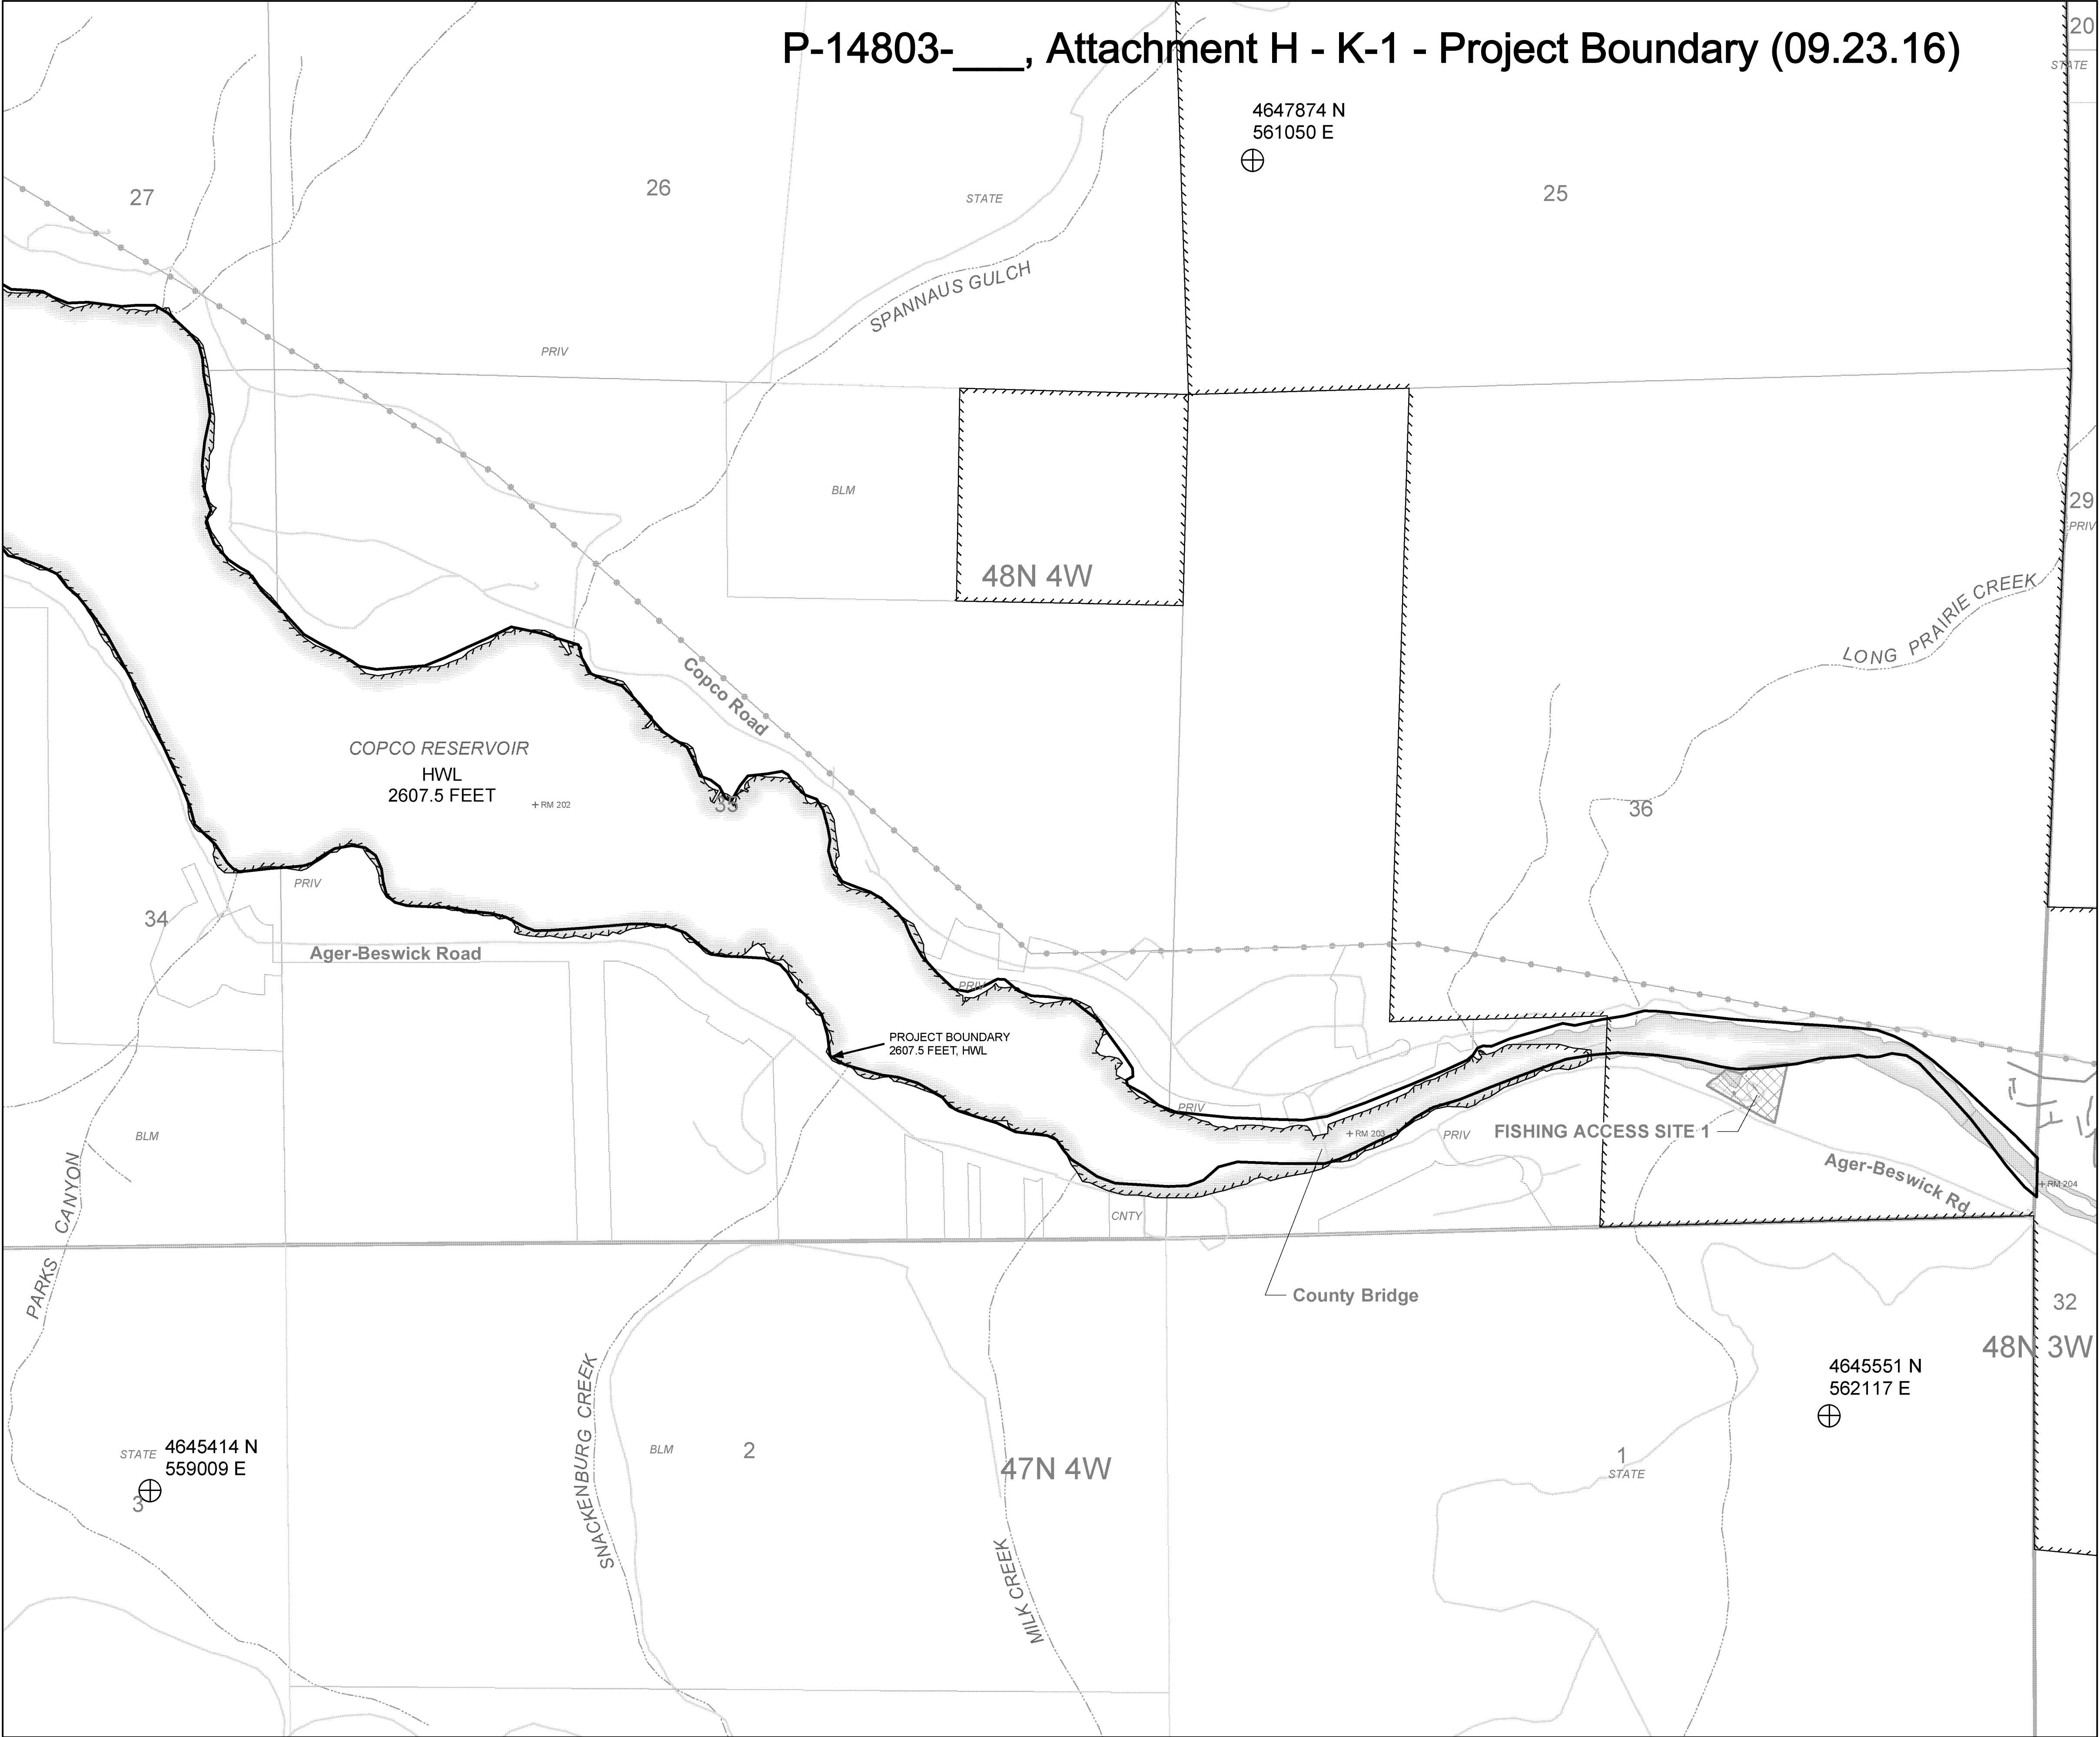 P-14803-___, Attachment H - K-1 - Project Boundary (09.23.16)
20
STATE
4647874 N
561050 E
27
26
STATE
25
SPANNAUS GULCH
PRIV
BLM
48N 4W
29
PRIV
LONG PRAIRIE CREEK
Copco Road
COPCO RESERVOIR
HWL
2607.5 FEET
RM 202
35
36
PRIV
34
Ager-Beswick Road
PRIV
PROJECT BOUNDARY
2607.5 FEET, HWL
PRIV
RM 203
PRIV
FISHING ACCESS SITE 1
BLM
Ager-Beswick Rd
RM 204
CNTY
PARKS CANYON
County Bridge
32
48N 3W
4645551 N
562117 E
SNACKENBURG CREEK
STATE
4645414 N
559009 E
3
BLM
2
47N 4W
1
STATE
MILK CREEK